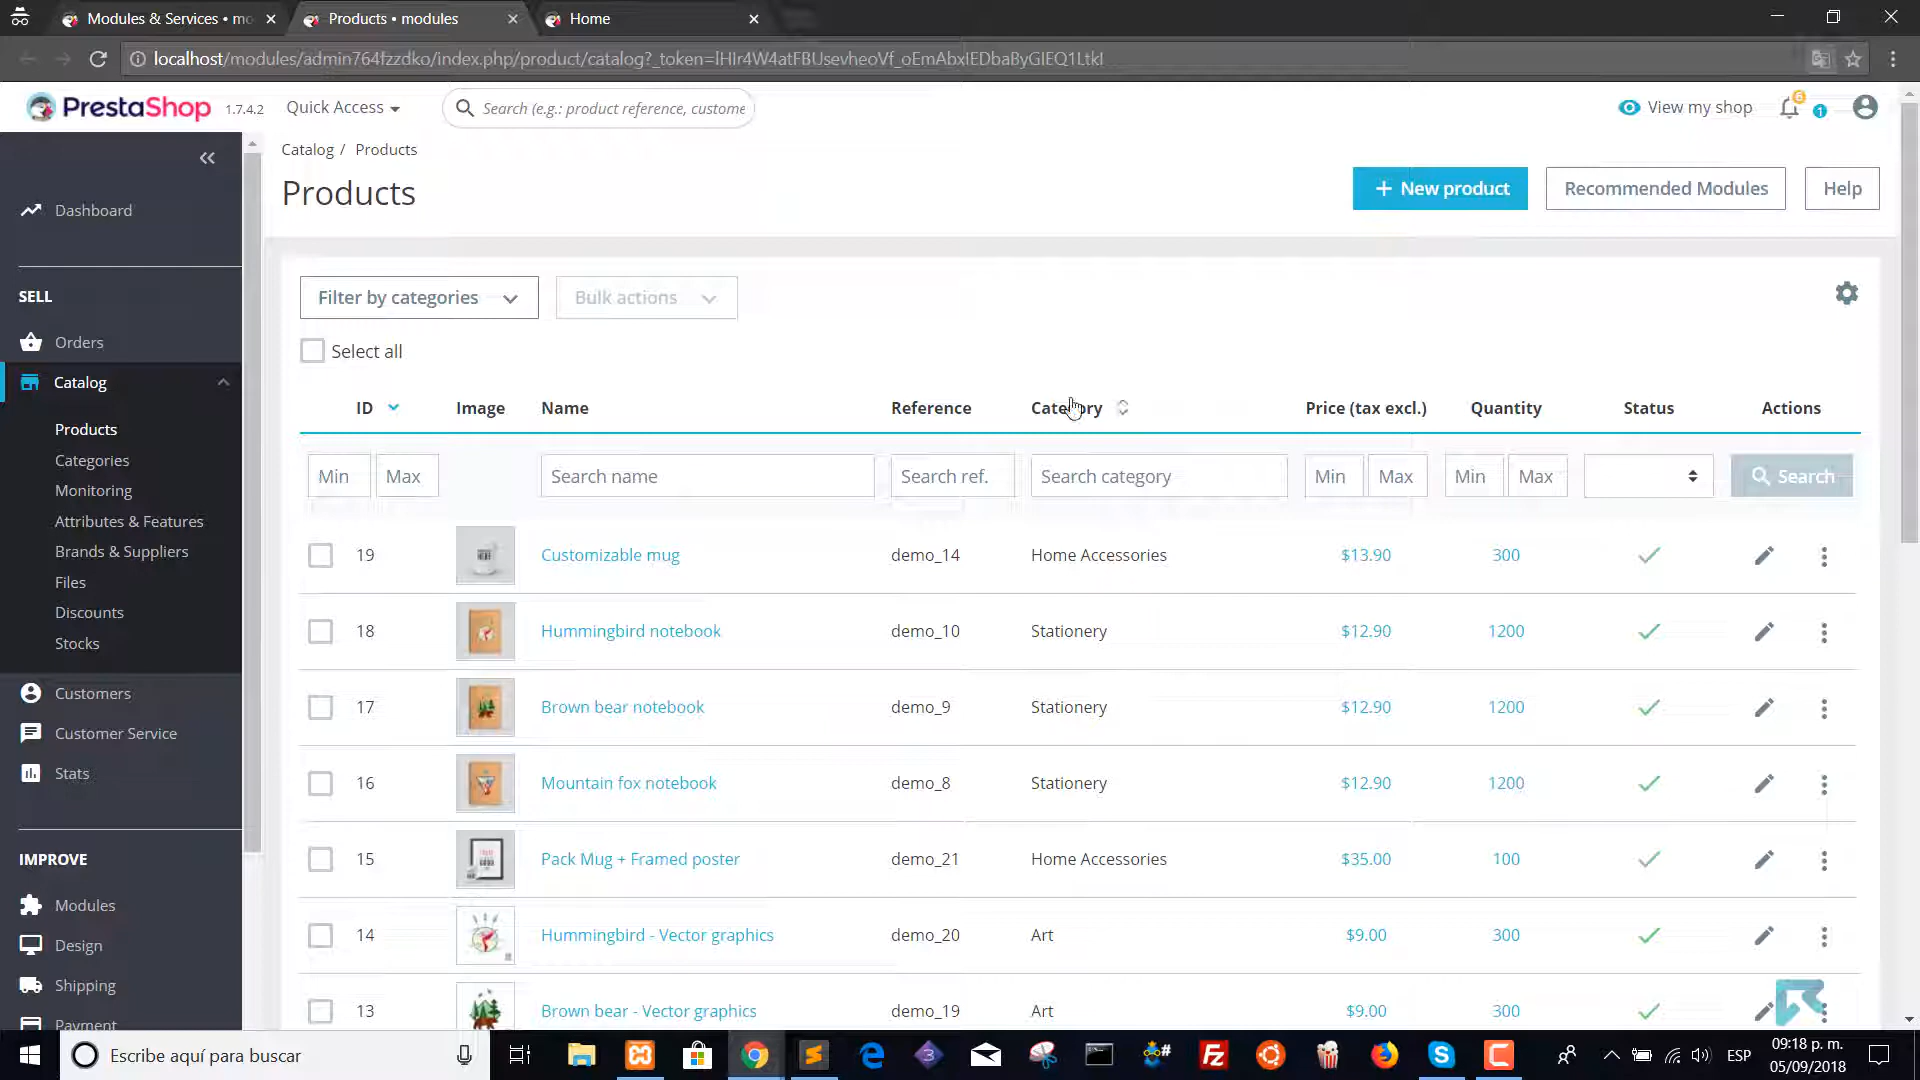 Modules & Services • mo
Products • modules
Home
localhost/modules/admin764fzzdko/index.php/product/catalog?_token=IHIr4W4atFBUsevheoVf_oEmAbxIEDbaByGIEQ1LtkI
PrestaShop 1.7.4.2
Quick Access
Search (e.g.: product reference, custome
View my shop
6
1
Catalog / Products
Products
New product
Recommended Modules
Help
Dashboard
SELL
Orders
Catalog
Products
Categories
Monitoring
Attributes & Features
Brands & Suppliers
Files
Discounts
Stocks
Customers
Customer Service
Stats
IMPROVE
Modules
Design
Shipping
Payment
Filter by categories
Bulk actions
Select all
ID Image Name Reference Category Price (tax excl.) Quantity Status Actions
Min Max Search name Search ref. Search category Min Max Min Max Search
19 Customizable mug demo_14 Home Accessories $13.90 300
18 Hummingbird notebook demo_10 Stationery $12.90 1200
17 Brown bear notebook demo_9 Stationery $12.90 1200
16 Mountain fox notebook demo_8 Stationery $12.90 1200
15 Pack Mug + Framed poster demo_21 Home Accessories $35.00 100
14 Hummingbird - Vector graphics demo_20 Art $9.00 300
13 Brown bear - Vector graphics demo_19 Art $9.00 300
Escribe aquí para buscar
ESP
09:18 p. m.
05/09/2018